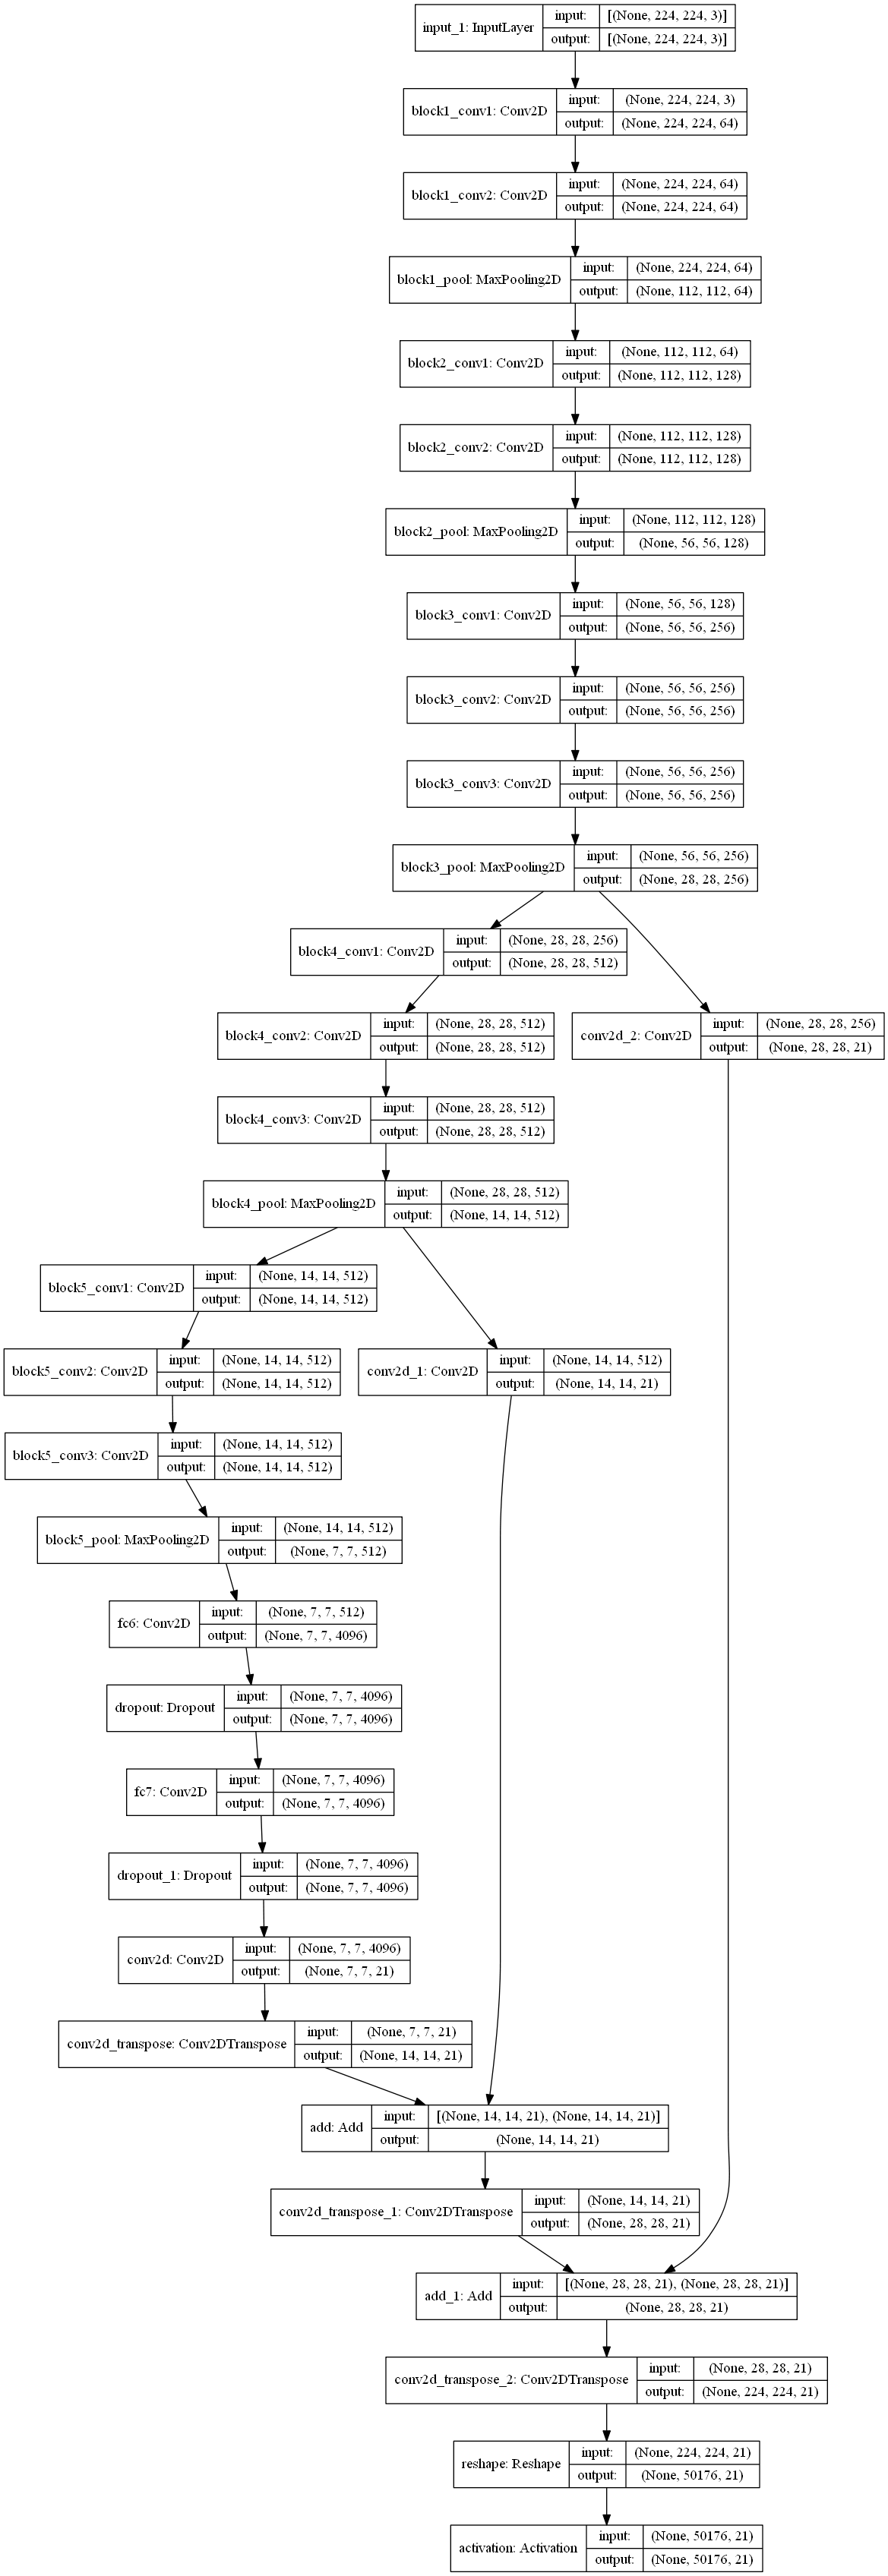 input_1: InputLayer
input: [(None, 224, 224, 3)]
output: [(None, 224, 224, 3)]
block1_conv1: Conv2D
input: (None, 224, 224, 3)
output: (None, 224, 224, 64)
block1_conv2: Conv2D
input: (None, 224, 224, 64)
output: (None, 224, 224, 64)
block1_pool: MaxPooling2D
input: (None, 224, 224, 64)
output: (None, 112, 112, 64)
block2_conv1: Conv2D
input: (None, 112, 112, 64)
output: (None, 112, 112, 128)
block2_conv2: Conv2D
input: (None, 112, 112, 128)
output: (None, 112, 112, 128)
block2_pool: MaxPooling2D
input: (None, 112, 112, 128)
output: (None, 56, 56, 128)
block3_conv1: Conv2D
input: (None, 56, 56, 128)
output: (None, 56, 56, 256)
block3_conv2: Conv2D
input: (None, 56, 56, 256)
output: (None, 56, 56, 256)
block3_conv3: Conv2D
input: (None, 56, 56, 256)
output: (None, 56, 56, 256)
block3_pool: MaxPooling2D
input: (None, 56, 56, 256)
output: (None, 28, 28, 256)
block4_conv1: Conv2D
input: (None, 28, 28, 256)
output: (None, 28, 28, 512)
block4_conv2: Conv2D
input: (None, 28, 28, 512)
output: (None, 28, 28, 512)
conv2d_2: Conv2D
input: (None, 28, 28, 256)
output: (None, 28, 28, 21)
block4_conv3: Conv2D
input: (None, 28, 28, 512)
output: (None, 28, 28, 512)
block4_pool: MaxPooling2D
input: (None, 28, 28, 512)
output: (None, 14, 14, 512)
block5_conv1: Conv2D
input: (None, 14, 14, 512)
output: (None, 14, 14, 512)
block5_conv2: Conv2D
input: (None, 14, 14, 512)
output: (None, 14, 14, 512)
conv2d_1: Conv2D
input: (None, 14, 14, 512)
output: (None, 14, 14, 21)
block5_conv3: Conv2D
input: (None, 14, 14, 512)
output: (None, 14, 14, 512)
block5_pool: MaxPooling2D
input: (None, 14, 14, 512)
output: (None, 7, 7, 512)
fc6: Conv2D
input: (None, 7, 7, 512)
output: (None, 7, 7, 4096)
dropout: Dropout
input: (None, 7, 7, 4096)
output: (None, 7, 7, 4096)
fc7: Conv2D
input: (None, 7, 7, 4096)
output: (None, 7, 7, 4096)
dropout_1: Dropout
input: (None, 7, 7, 4096)
output: (None, 7, 7, 4096)
conv2d: Conv2D
input: (None, 7, 7, 4096)
output: (None, 7, 7, 21)
conv2d_transpose: Conv2DTranspose
input: (None, 7, 7, 21)
output: (None, 14, 14, 21)
add: Add
input: [(None, 14, 14, 21), (None, 14, 14, 21)]
output: (None, 14, 14, 21)
conv2d_transpose_1: Conv2DTranspose
input: (None, 14, 14, 21)
output: (None, 28, 28, 21)
add_1: Add
input: [(None, 28, 28, 21), (None, 28, 28, 21)]
output: (None, 28, 28, 21)
conv2d_transpose_2: Conv2DTranspose
input: (None, 28, 28, 21)
output: (None, 224, 224, 21)
reshape: Reshape
input: (None, 224, 224, 21)
output: (None, 50176, 21)
activation: Activation
input: (None, 50176, 21)
output: (None, 50176, 21)